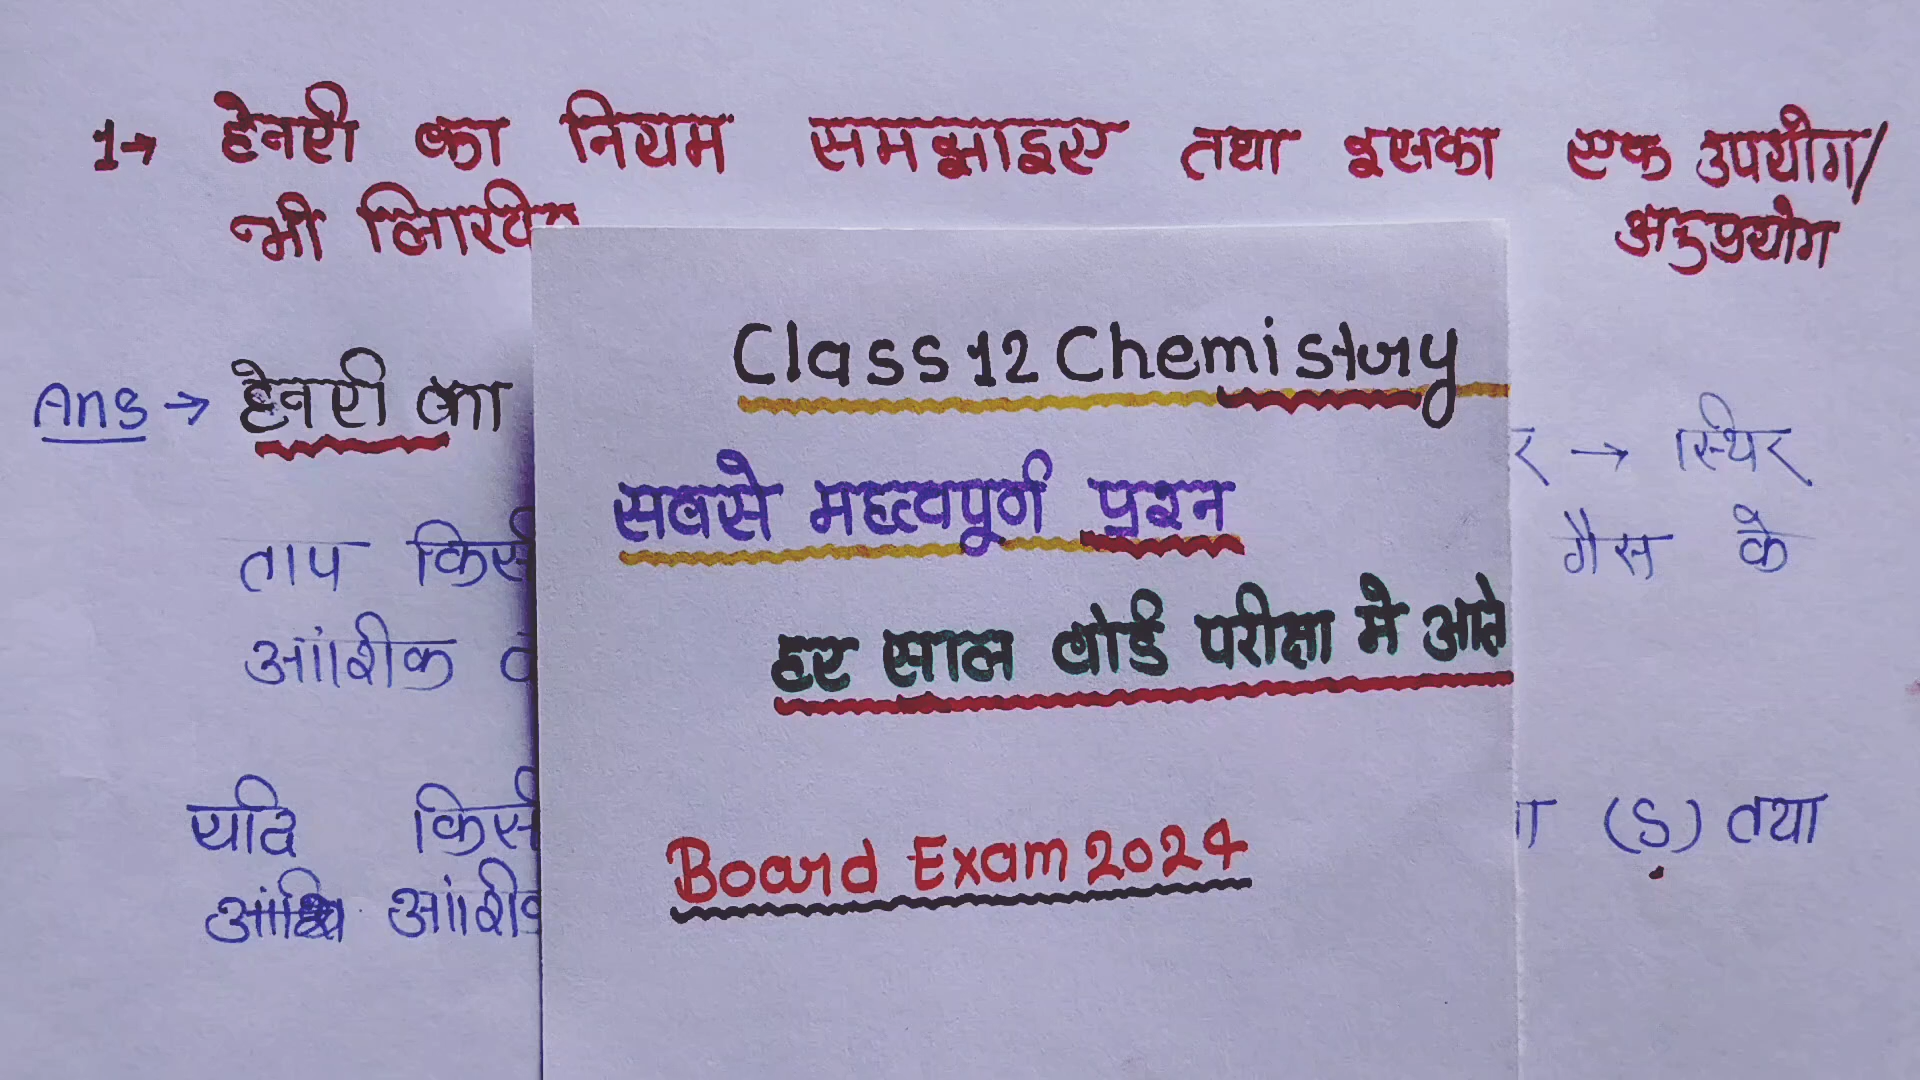 1→ हेनरी का नियम समझाइए तथा इसका एक उपयोग/
भी लिखिए अनुप्रयोग
Class 12 Chemistry
Ans → हेनरी का र → स्थिर
सबसे महत्वपूर्ण प्रश्न
ताप किसी गैस के
हर साल बोर्ड परीक्षा मे आते
आंशीक
यदि किसी (S) तथा
Board Exam 2024
आंशीक